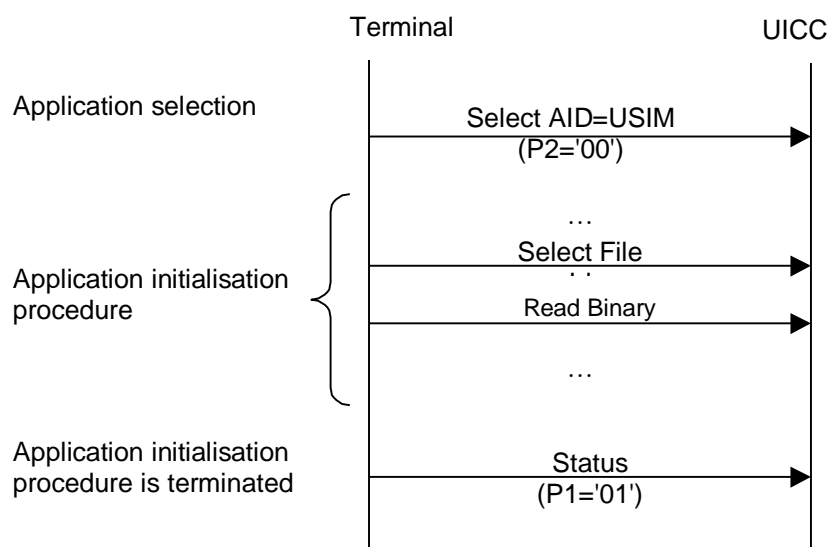 Terminal
UICC
Application selection
Select AID=USIM
(P2='00')
...
Select File
. .
Application initialisation
procedure
Read Binary
...
Application initialisation
procedure is terminated
Status
(P1='01')